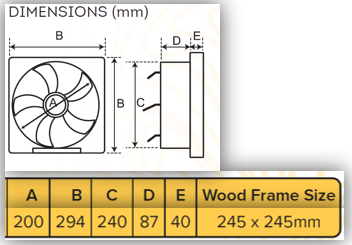 DIMENSIONS (mm)
B
D E
A B C
A B C D E Wood Frame Size
200 294 240 87 40 245 x 245mm